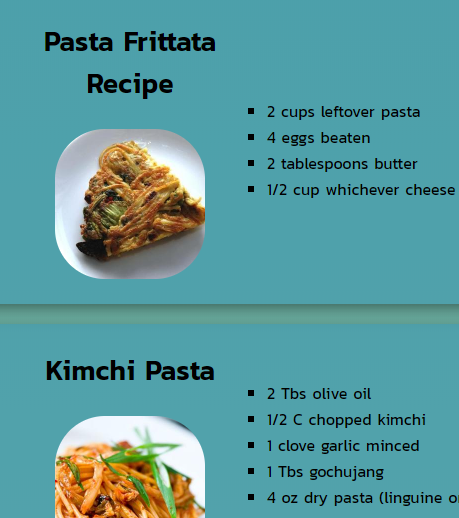 Pasta Frittata
Recipe
2 cups leftover pasta
4 eggs beaten
2 tablespoons butter
1/2 cup whichever cheese
Kimchi Pasta
2 Tbs olive oil
1/2 C chopped kimchi
1 clove garlic minced
1 Tbs gochujang
4 oz dry pasta (linguine